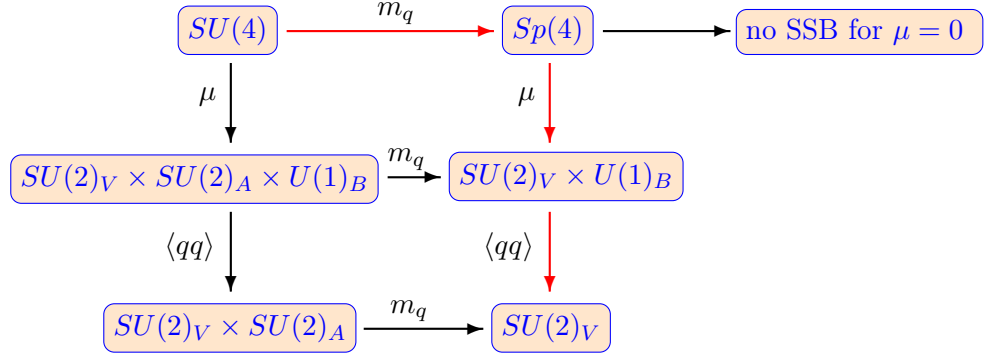 SU(4)
m_q
Sp(4)
no SSB for μ = 0
μ
μ
SU(2)_V × SU(2)_A × U(1)_B
m_q
SU(2)_V × U(1)_B
⟨qq⟩
⟨qq⟩
SU(2)_V × SU(2)_A
m_q
SU(2)_V